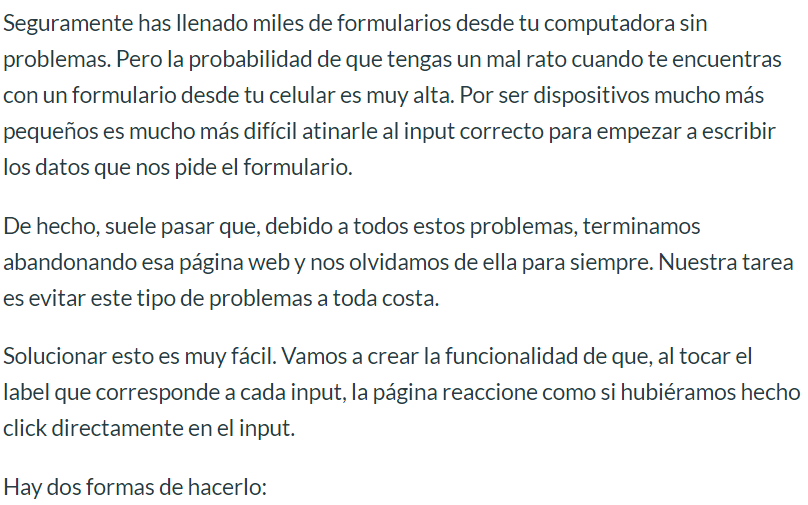 Seguramente has llenado miles de formularios desde tu computadora sin
problemas. Pero la probabilidad de que tengas un mal rato cuando te encuentras
con un formulario desde tu celular es muy alta. Por ser dispositivos mucho más
pequeños es mucho más difícil atinarle al input correcto para empezar a escribir
los datos que nos pide el formulario.
De hecho, suele pasar que, debido a todos estos problemas, terminamos
abandonando esa página web y nos olvidamos de ella para siempre. Nuestra tarea
es evitar este tipo de problemas a toda costa.
Solucionar esto es muy fácil. Vamos a crear la funcionalidad de que, al tocar el
label que corresponde a cada input, la página reaccione como si hubiéramos hecho
click directamente en el input.
Hay dos formas de hacerlo: